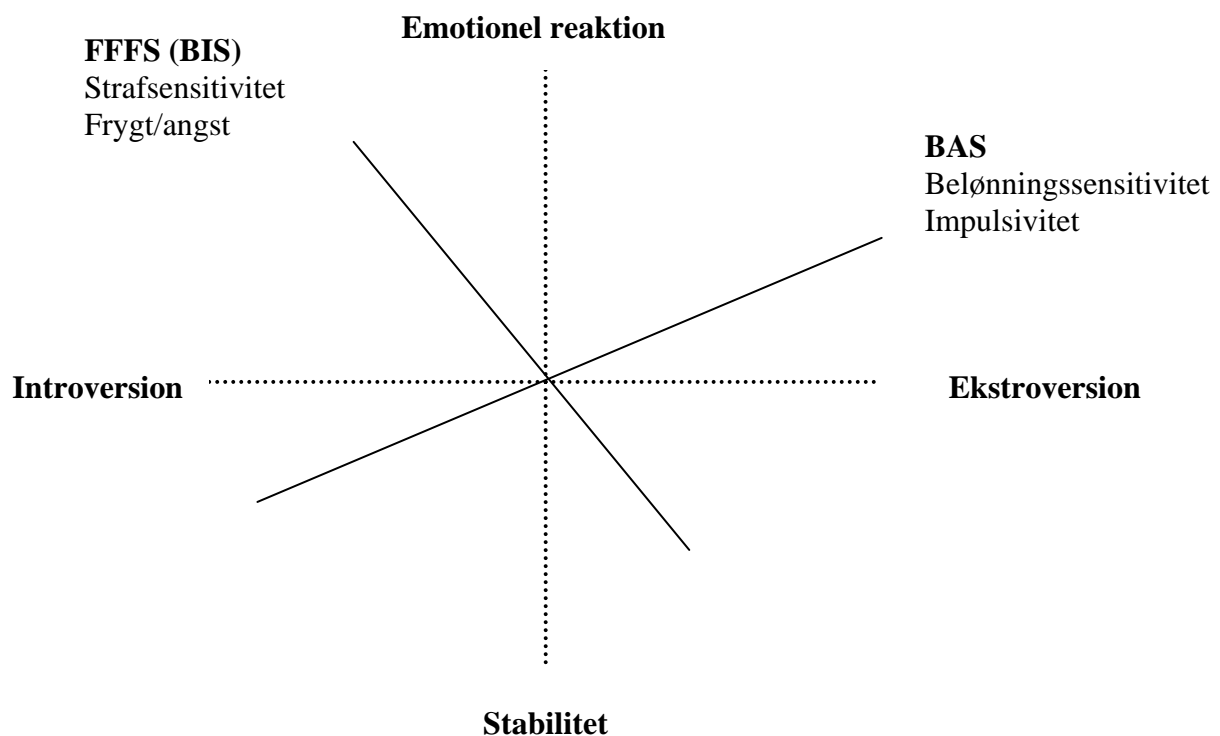 Emotionel reaktion
FFFS (BIS)
Strafsensitivitet
Frygt/angst
BAS
Belønningssensitivitet
Impulsivitet
Introversion
Ekstroversion
Stabilitet